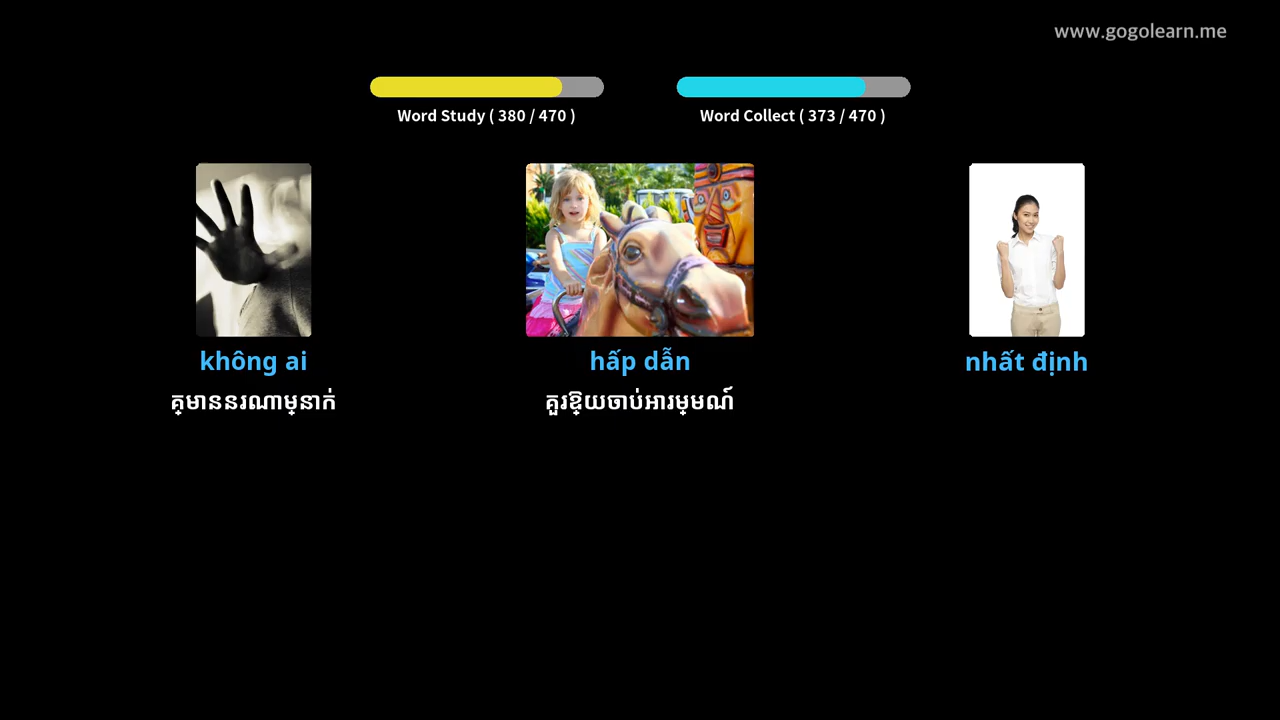 www.gogolearn.me
Word Study ( 380 / 470 )
Word Collect ( 373 / 470 )
không ai
hấp dẫn
nhất định
គ្មាននរណាម្នាក់
គួរឱ្យចាប់អារម្មណ៍